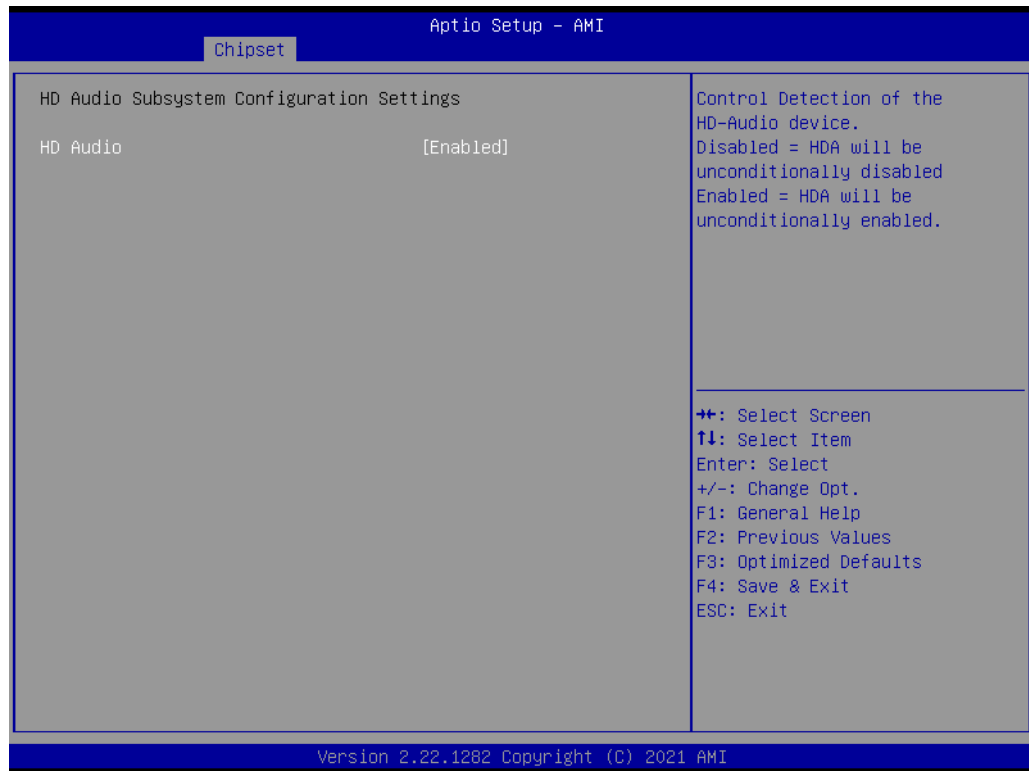 Aptio Setup – AMI
Chipset
HD Audio Subsystem Configuration Settings
HD Audio [Enabled]
Control Detection of the
HD-Audio device.
Disabled = HDA will be
unconditionally disabled
Enabled = HDA will be
unconditionally enabled.
→←: Select Screen
↑↓: Select Item
Enter: Select
+/-: Change Opt.
F1: General Help
F2: Previous Values
F3: Optimized Defaults
F4: Save & Exit
ESC: Exit
Version 2.22.1282 Copyright (C) 2021 AMI